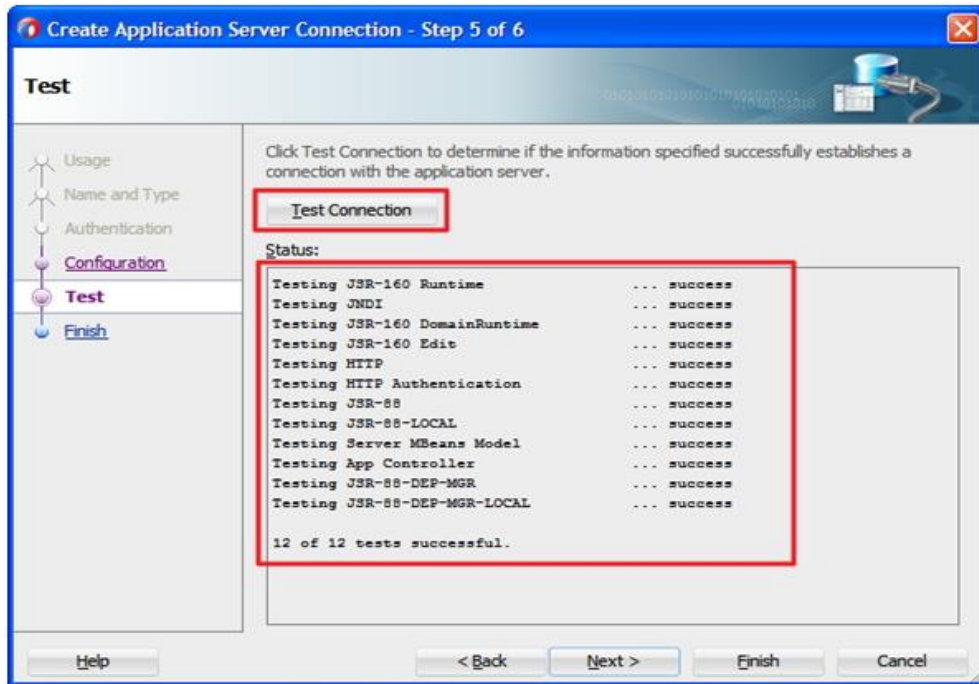 Create Application Server Connection - Step 5 of 6
Test
Usage
Name and Type
Authentication
Configuration
Test
Finish
Click Test Connection to determine if the information specified successfully establishes a
connection with the application server.
Test Connection
Status:
Testing JSR-160 Runtime ... success
Testing JNDI ... success
Testing JSR-160 DomainRuntime ... success
Testing JSR-160 Edit ... success
Testing HTTP ... success
Testing HTTP Authentication ... success
Testing JSR-88 ... success
Testing JSR-88-LOCAL ... success
Testing Server MBeans Model ... success
Testing App Controller ... success
Testing JSR-88-DEP-MGR ... success
Testing JSR-88-DEP-MGR-LOCAL ... success
12 of 12 tests successful.
Help
< Back
Next >
Finish
Cancel